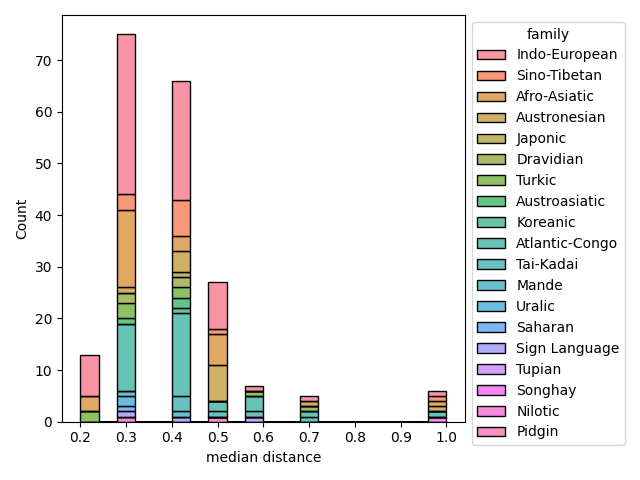 family
Indo-European
Sino-Tibetan
Afro-Asiatic
Austronesian
Japonic
Dravidian
Turkic
Austroasiatic
Koreanic
Atlantic-Congo
Tai-Kadai
Mande
Uralic
Saharan
Sign Language
Tupian
Songhay
Nilotic
Pidgin
Count
70
60
50
40
30
20
10
0
0.2 0.3 0.4 0.5 0.6 0.7 0.8 0.9 1.0
median distance